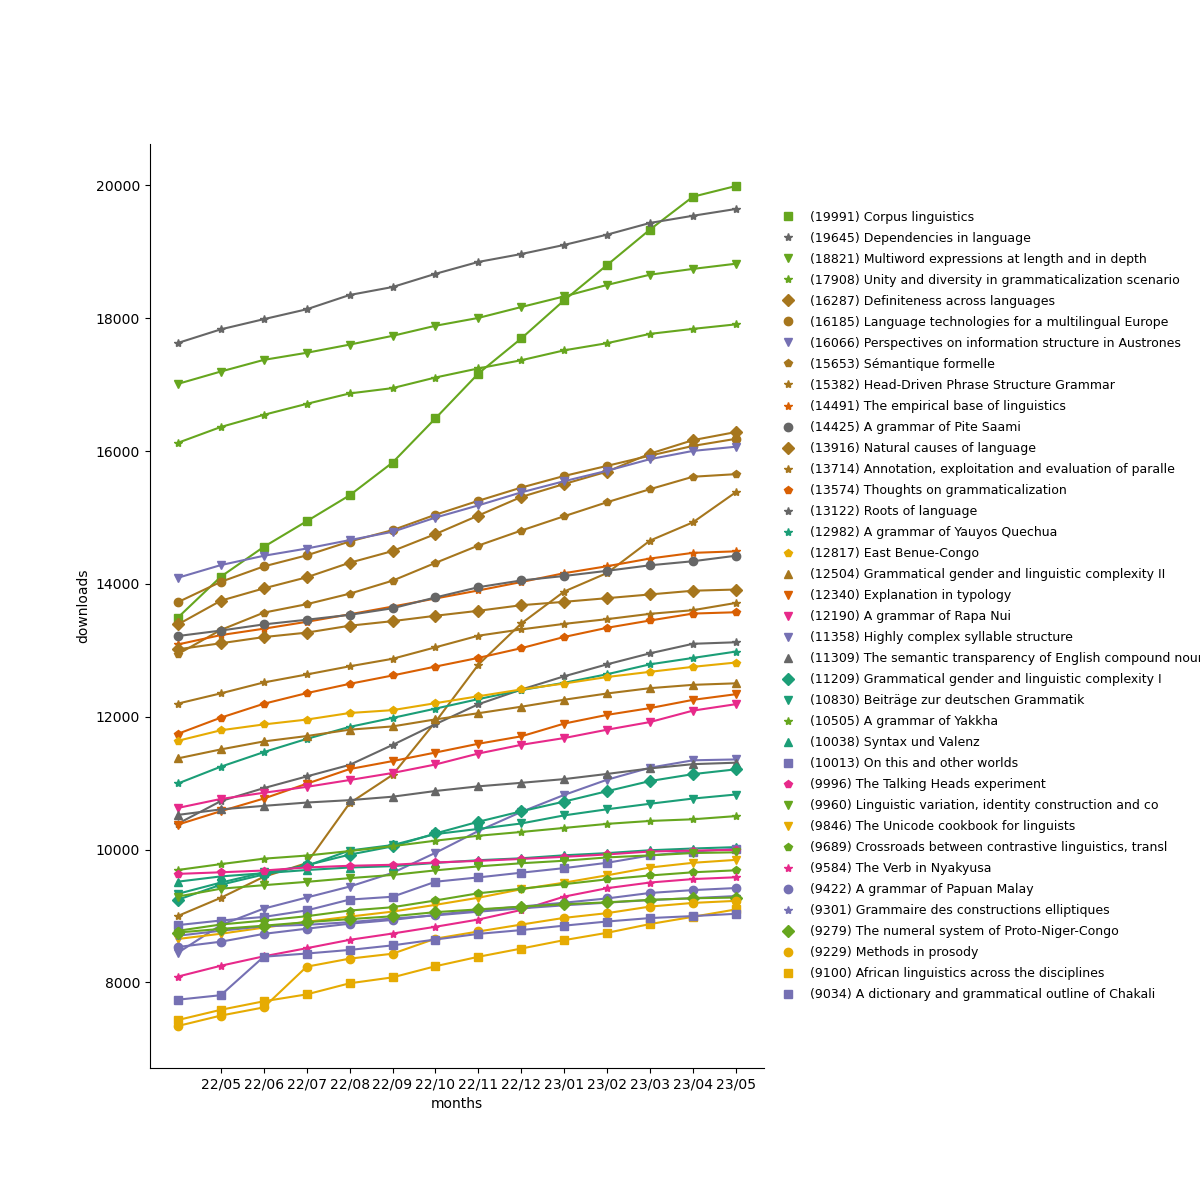 20000
18000
16000
14000
12000
10000
8000
downloads
22/05 22/06 22/07 22/08 22/09 22/10 22/11 22/12 23/01 23/02 23/03 23/04 23/05
months
(19991) Corpus linguistics
(19645) Dependencies in language
(18821) Multiword expressions at length and in depth
(17908) Unity and diversity in grammaticalization scenario
(16287) Definiteness across languages
(16185) Language technologies for a multilingual Europe
(16066) Perspectives on information structure in Austrones
(15653) Sémantique formelle
(15382) Head-Driven Phrase Structure Grammar
(14491) The empirical base of linguistics
(14425) A grammar of Pite Saami
(13916) Natural causes of language
(13714) Annotation, exploitation and evaluation of paralle
(13574) Thoughts on grammaticalization
(13122) Roots of language
(12982) A grammar of Yauyos Quechua
(12817) East Benue-Congo
(12504) Grammatical gender and linguistic complexity II
(12340) Explanation in typology
(12190) A grammar of Rapa Nui
(11358) Highly complex syllable structure
(11309) The semantic transparency of English compound nour
(11209) Grammatical gender and linguistic complexity I
(10830) Beiträge zur deutschen Grammatik
(10505) A grammar of Yakkha
(10038) Syntax und Valenz
(10013) On this and other worlds
(9996) The Talking Heads experiment
(9960) Linguistic variation, identity construction and co
(9846) The Unicode cookbook for linguists
(9689) Crossroads between contrastive linguistics, transl
(9584) The Verb in Nyakyusa
(9422) A grammar of Papuan Malay
(9301) Grammaire des constructions elliptiques
(9279) The numeral system of Proto-Niger-Congo
(9229) Methods in prosody
(9100) African linguistics across the disciplines
(9034) A dictionary and grammatical outline of Chakali